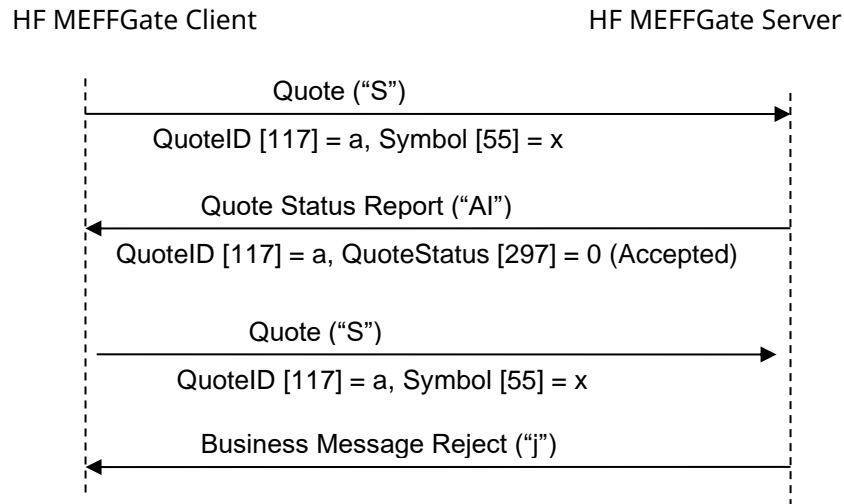 HF MEFFGate Client
HF MEFFGate Server
Quote (“S”)
QuoteID [117] = a, Symbol [55] = x
Quote Status Report (“AI”)
QuoteID [117] = a, QuoteStatus [297] = 0 (Accepted)
Quote (“S”)
QuoteID [117] = a, Symbol [55] = x
Business Message Reject (“j”)